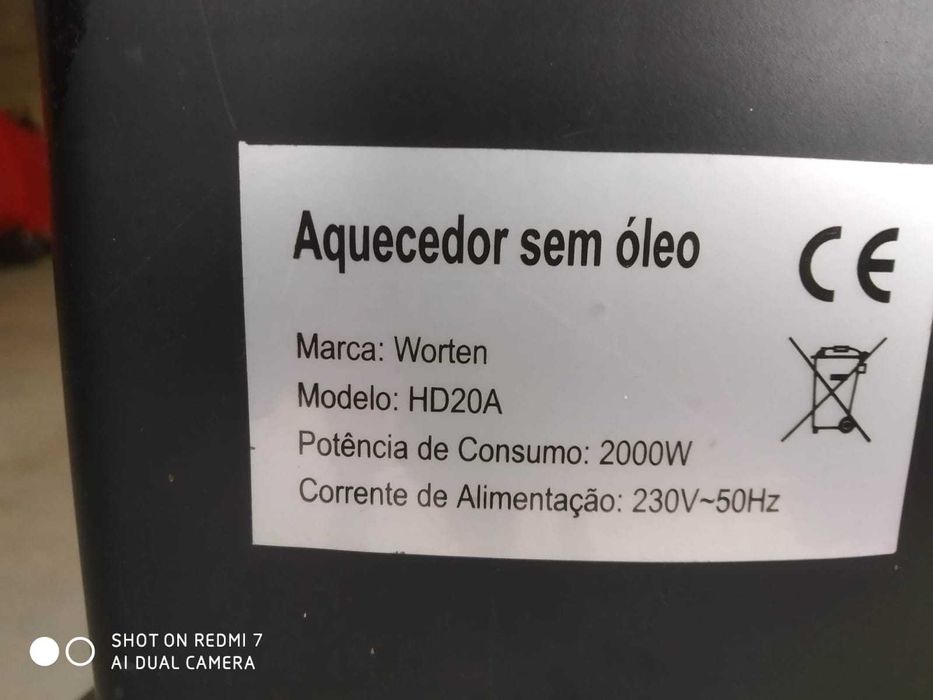 Aquecedor sem óleo
CE
Marca: Worten
Modelo: HD20A
Potência de Consumo: 2000W
Corrente de Alimentação: 230V~50Hz
SHOT ON REDMI 7
AI DUAL CAMERA